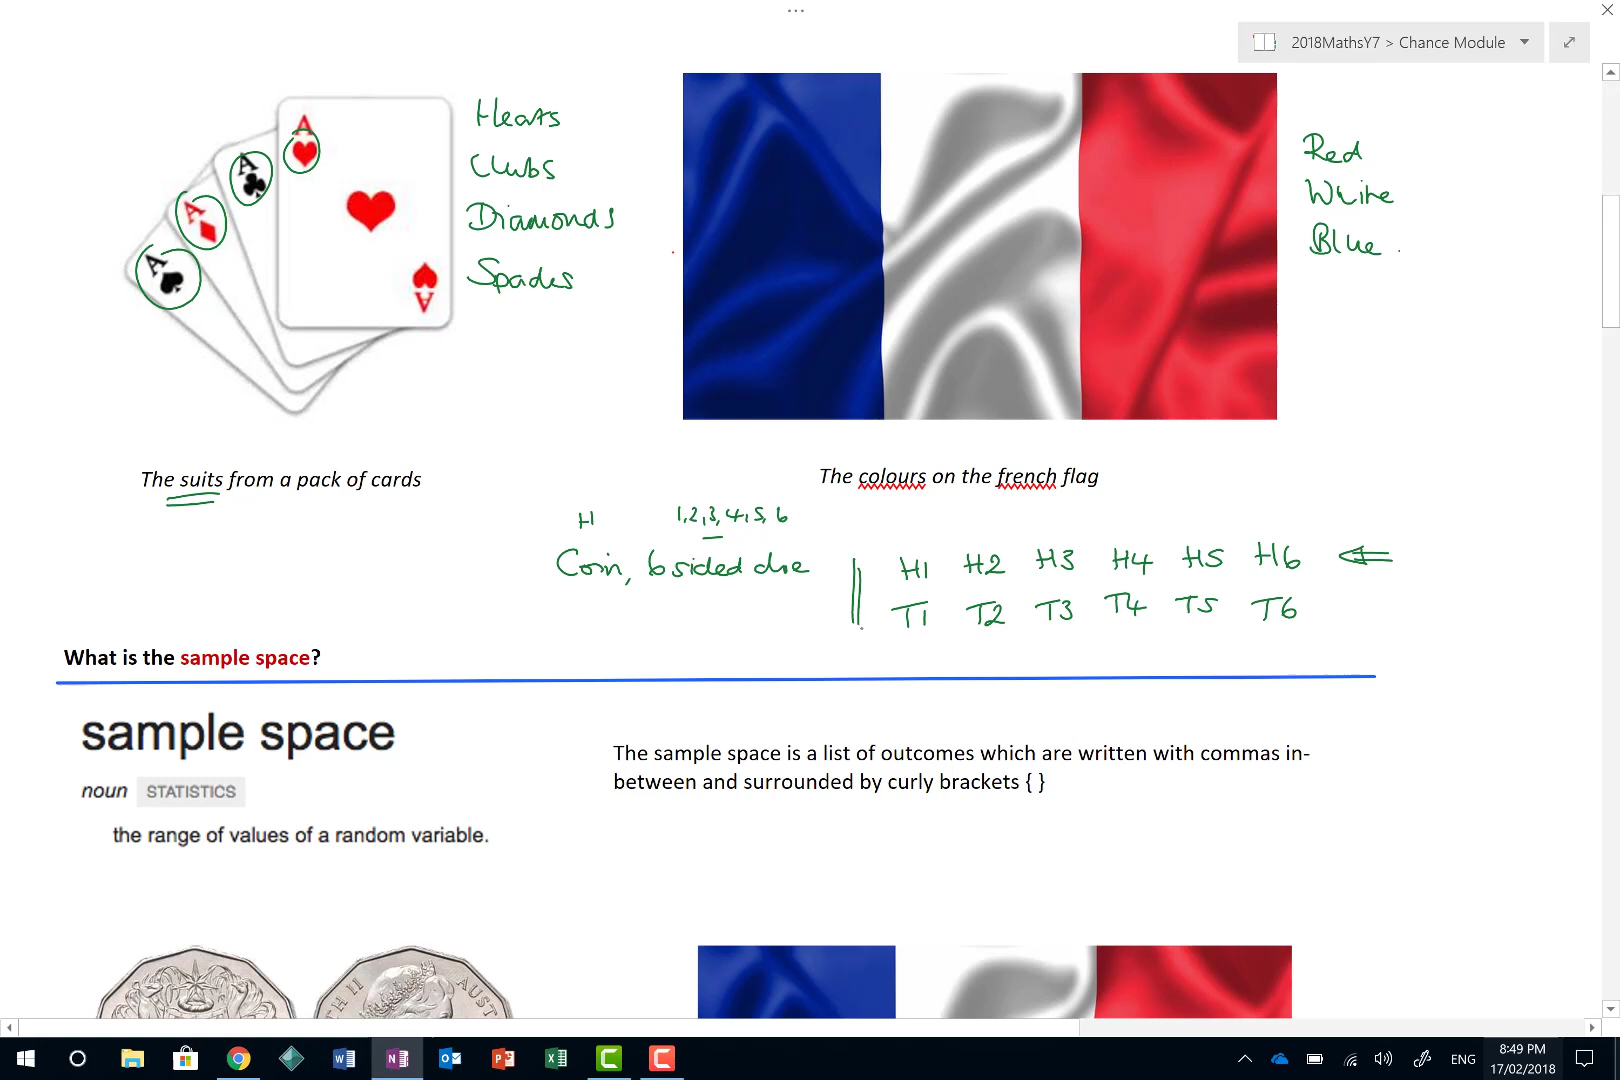 2018MathsY7 > Chance Module
A
A
A
A
A
Hearts
Clubs
Diamonds
Spades
Red
White
Blue
The suits from a pack of cards
The colours on the french flag
H
1,2,3,4,5,6
Coin, 6 sided die
H1 H2 H3 H4 H5 H6
T1 T2 T3 T4 T5 T6
What is the sample space?
sample space
noun STATISTICS
the range of values of a random variable.
The sample space is a list of outcomes which are written with commas in-
between and surrounded by curly brackets { }
TH II AUST
ENG
8:49 PM
17/02/2018